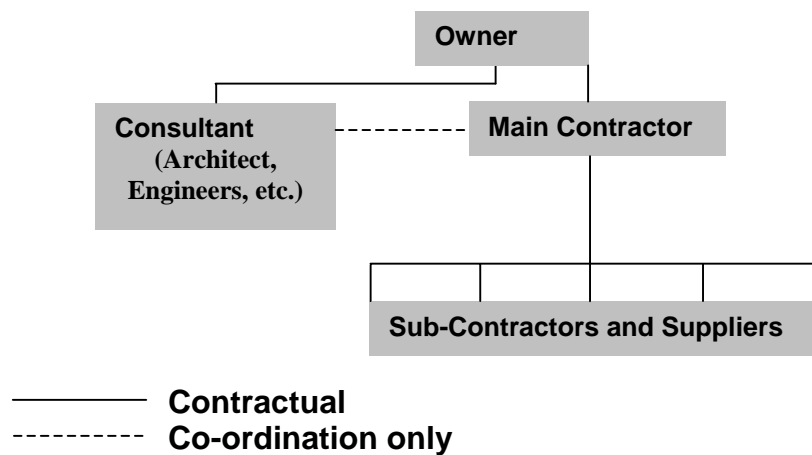 Owner
Consultant
(Architect,
Engineers, etc.)
Main Contractor
Sub-Contractors and Suppliers
Contractual
Co-ordination only